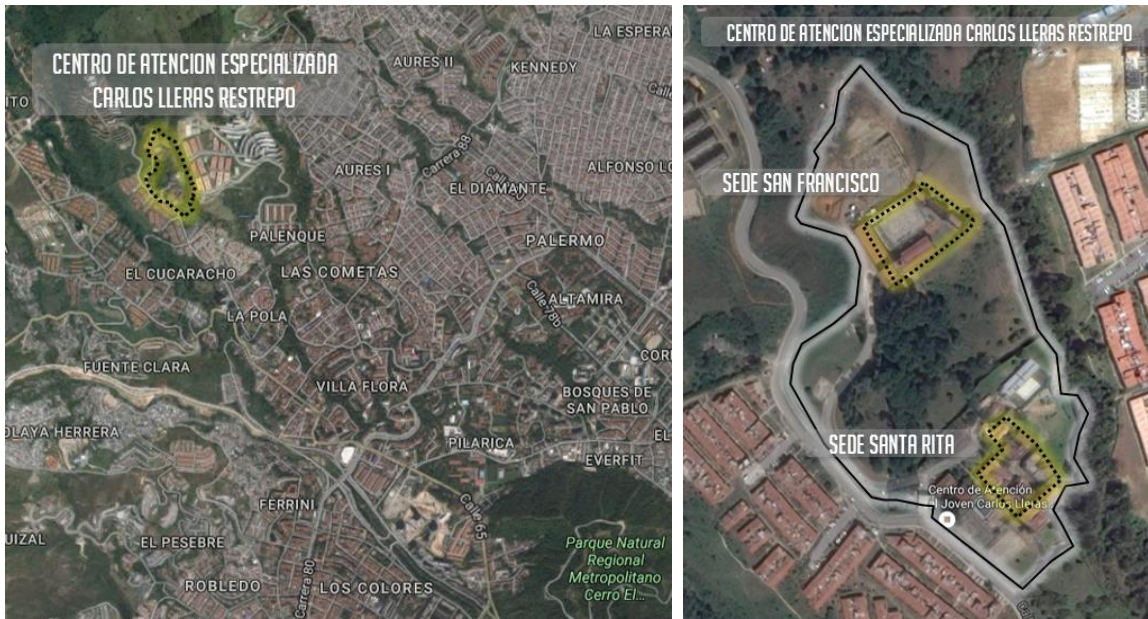 CENTRO DE ATENCION ESPECIALIZADA
CARLOS LLERAS RESTREPO
AURES II
LA ESPERA
KENNEDY
Carrera 88
AURES I
ALFONSO LO
EL DIAMANTE
PALENQUE
PALERMO
EL CUCARACHO
LAS COMETAS
Calle 78b
ALTAMIRA
LA POLA
FUENTE CLARA
VILLA FLORA
BOSQUES DE
SAN PABLO
OLAYA HERRERA
PILARICA
EVERFIT
FERRINI
Calle 65
EL PESEBRE
ROBLEDO
Carrera 80
LOS COLORES
Parque Natural
Regional
Metropolitano
Cerro El...
CENTRO DE ATENCION ESPECIALIZADA CARLOS LLERAS RESTREPO
SEDE SAN FRANCISCO
SEDE SANTA RITA
Centro de Atención
al Joven Carlos Lleras